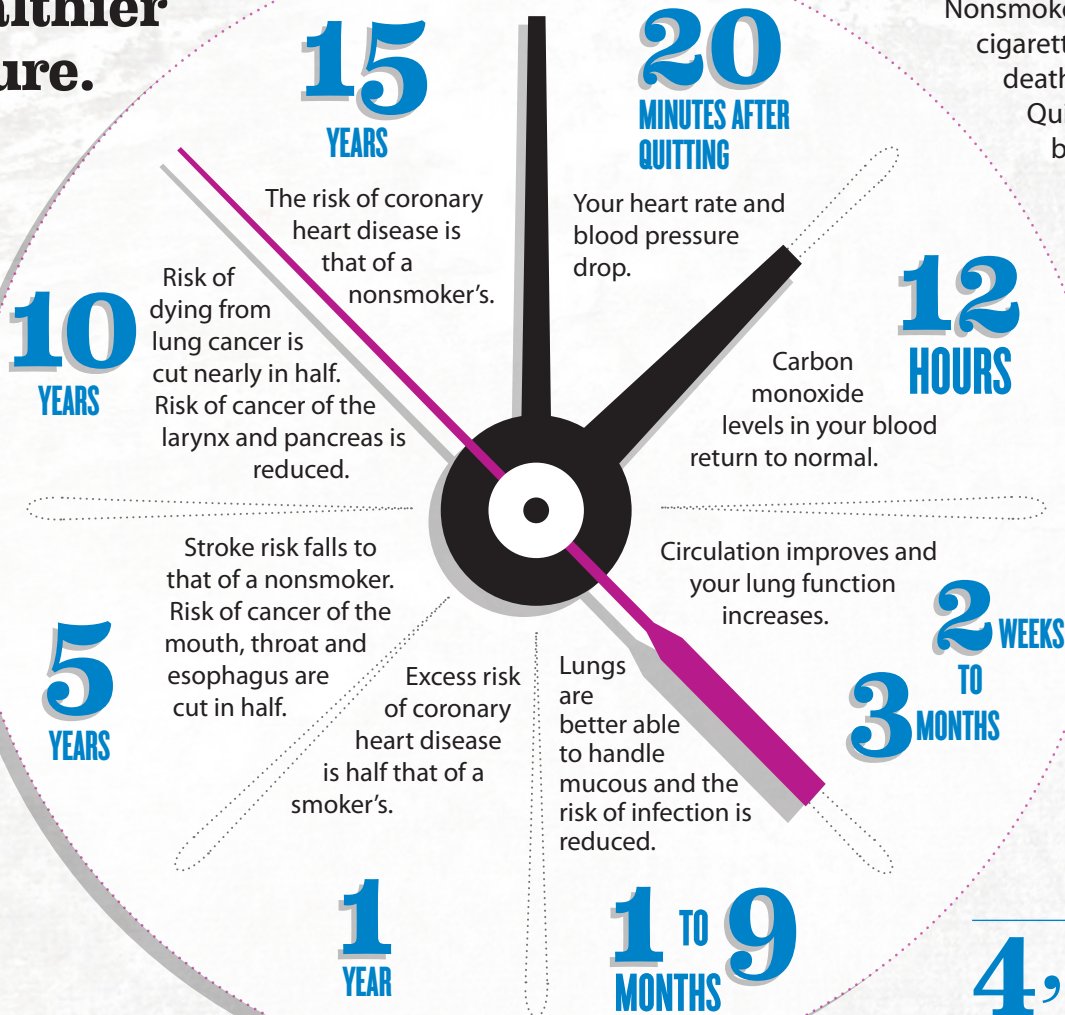 ure.
15
YEARS
The risk of coronary
heart disease is
that of a
nonsmoker's.
20
MINUTES AFTER
QUITTING
Your heart rate and
blood pressure
drop.
12
HOURS
Carbon
monoxide
levels in your blood
return to normal.
Circulation improves and
your lung function
increases.
2 WEEKS
TO
3 MONTHS
Lungs
are
better able
to handle
mucous and the
risk of infection is
reduced.
1 TO 9
MONTHS
Excess risk
of coronary
heart disease
is half that of a
smoker's.
1
YEAR
Stroke risk falls to
that of a nonsmoker.
Risk of cancer of the
mouth, throat and
esophagus are
cut in half.
5
YEARS
Risk of
dying from
lung cancer is
cut nearly in half.
Risk of cancer of the
larynx and pancreas is
reduced.
10
YEARS
death
4,